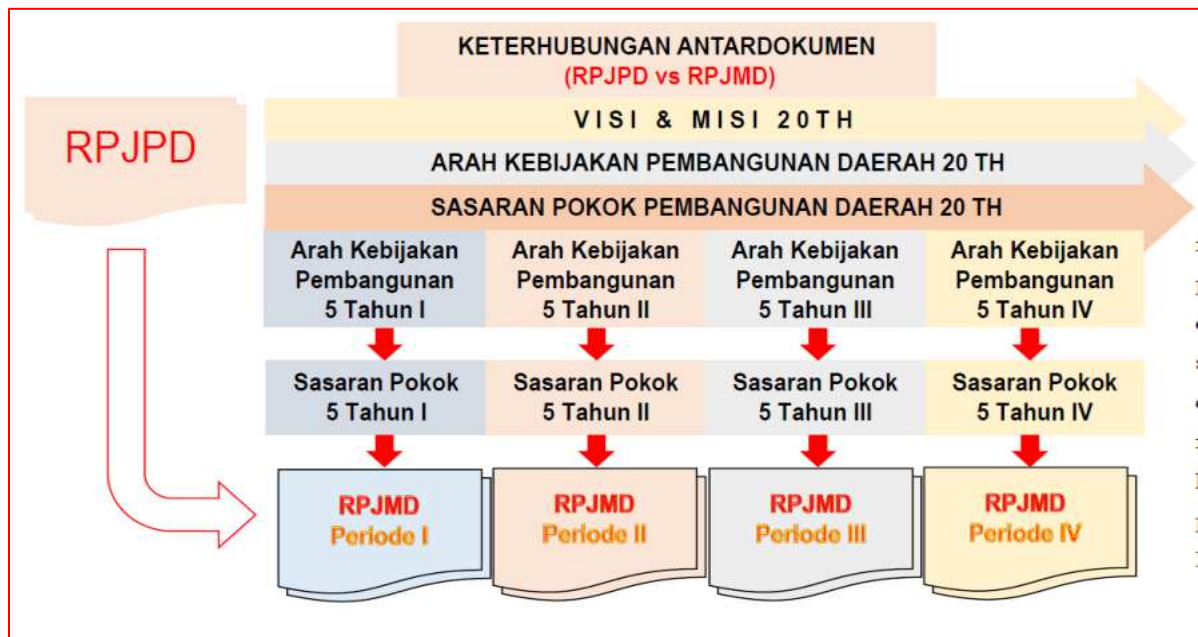 KETERHUBUNGAN ANTARDOKUMEN
(RPJPD vs RPJMD)
RPJPD
VISI & MISI 20TH
ARAH KEBIJAKAN PEMBANGUNAN DAERAH 20 TH
SASARAN POKOK PEMBANGUNAN DAERAH 20 TH
Arah Kebijakan
Pembangunan
5 Tahun I
Arah Kebijakan
Pembangunan
5 Tahun II
Arah Kebijakan
Pembangunan
5 Tahun III
Arah Kebijakan
Pembangunan
5 Tahun IV
Sasaran Pokok
5 Tahun I
Sasaran Pokok
5 Tahun II
Sasaran Pokok
5 Tahun III
Sasaran Pokok
5 Tahun IV
RPJMD
Periode I
RPJMD
Periode II
RPJMD
Periode III
RPJMD
Periode IV